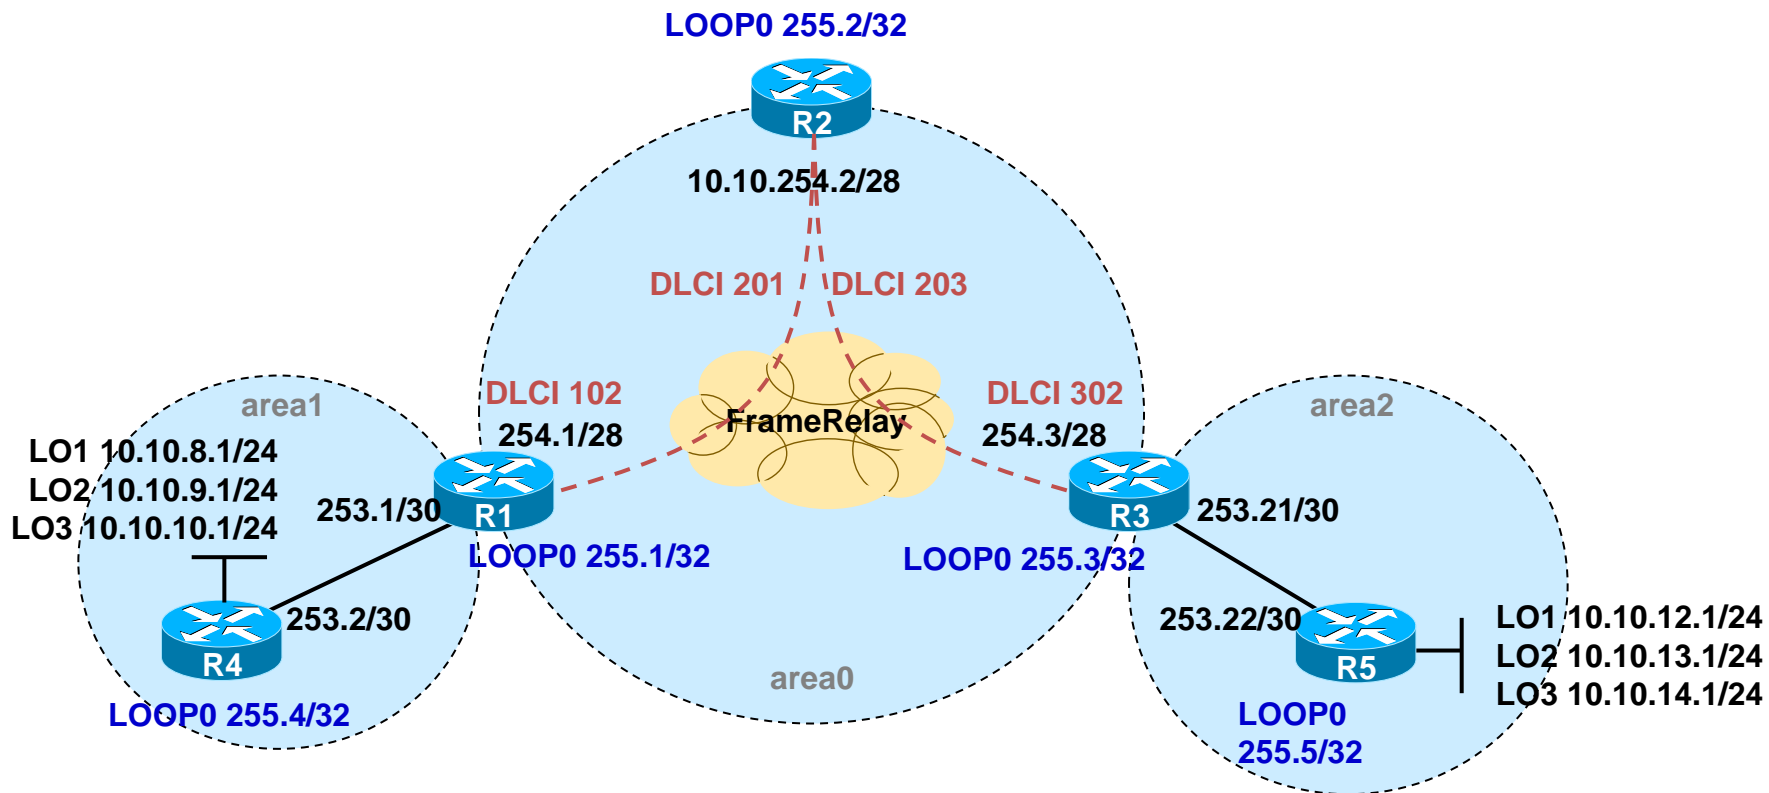 LOOP0 255.2/32
R2
10.10.254.2/28
DLCI 201
DLCI 203
DLCI 102
254.1/28
FrameRelay
DLCI 302
254.3/28
area1
LO1 10.10.8.1/24
LO2 10.10.9.1/24
LO3 10.10.10.1/24
253.1/30
R1
LOOP0 255.1/32
253.2/30
R4
LOOP0 255.4/32
area0
area2
R3
253.21/30
LOOP0 255.3/32
253.22/30
R5
LO1 10.10.12.1/24
LO2 10.10.13.1/24
LO3 10.10.14.1/24
LOOP0
255.5/32